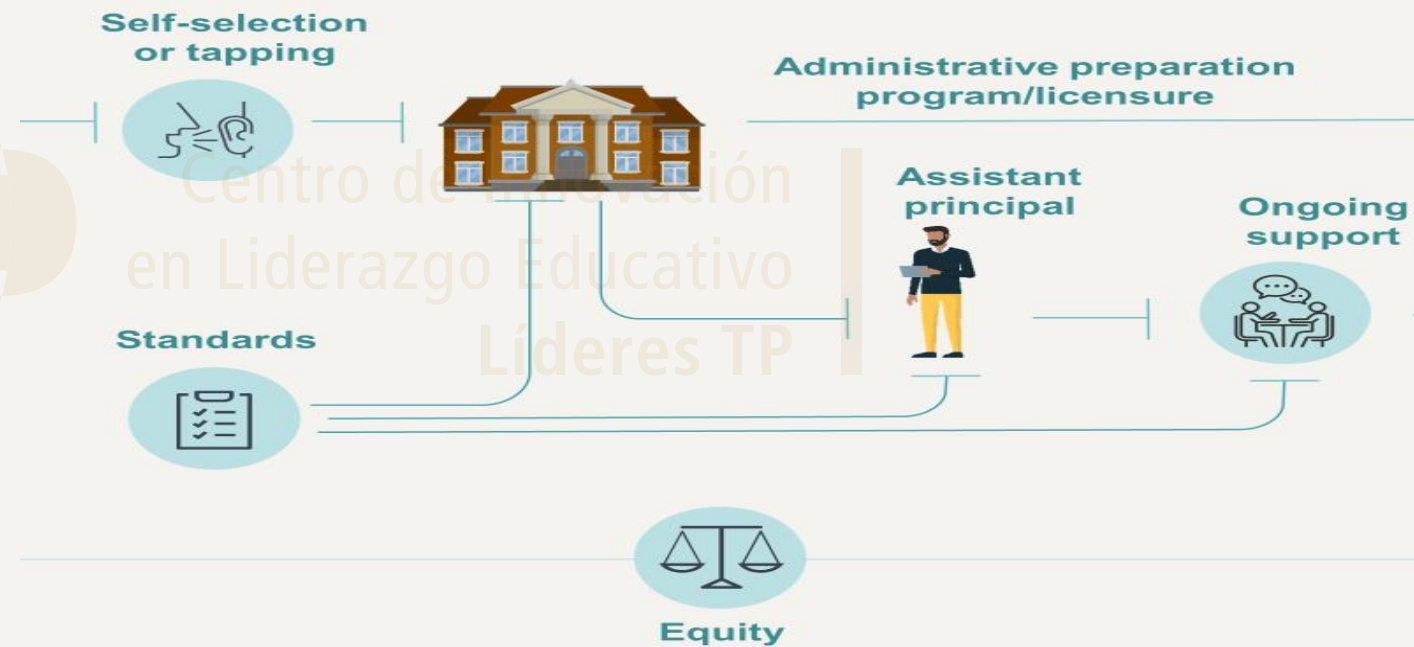 Self-selection
or tapping
Administrative preparation
program/licensure
Assistant
principal
Ongoing
support
Centro de Innovación
en Liderazgo Educativo
Líderes TP
Standards
Equity